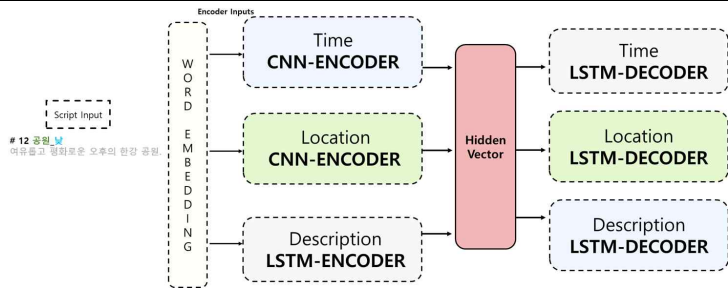 Encoder Inputs
Script Input
# 12 공원_낮
여유롭고 평화로운 오후의 한강 공원.
WORD EMBEDDING
Time
CNN-ENCODER
Location
CNN-ENCODER
Description
LSTM-ENCODER
Hidden
Vector
Time
LSTM-DECODER
Location
LSTM-DECODER
Description
LSTM-DECODER